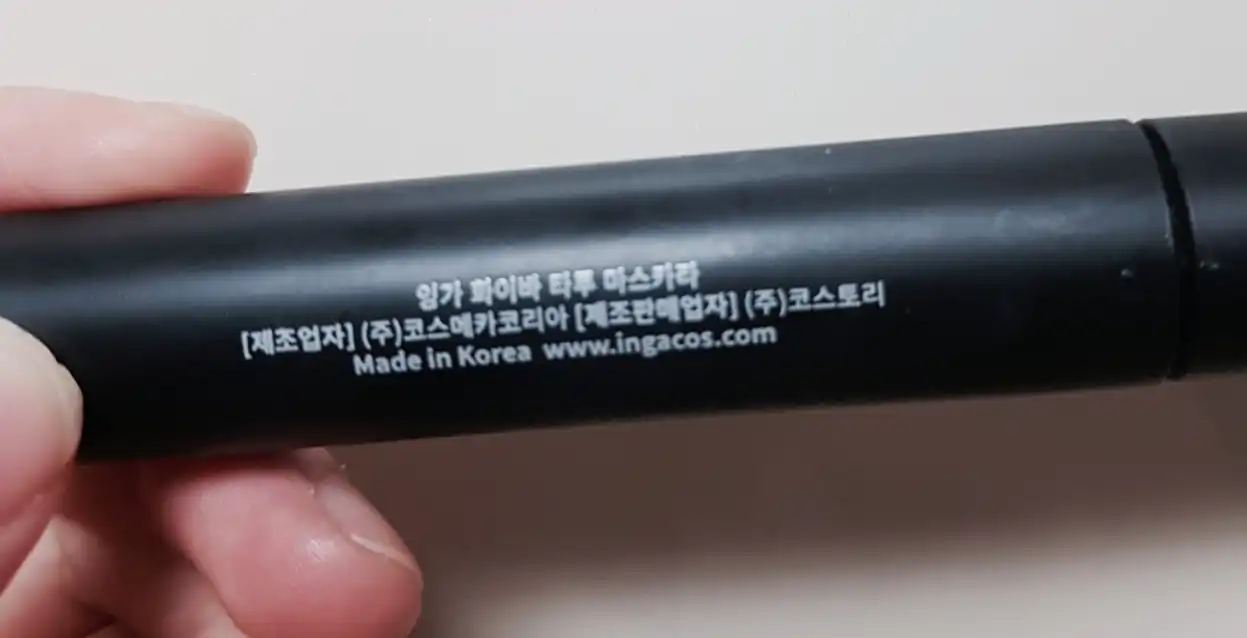 잉가 화이바 타투 마스카라
[제조업자] (주)코스메카코리아 [제조판매업자] (주)코스토리
Made in Korea www.ingacos.com